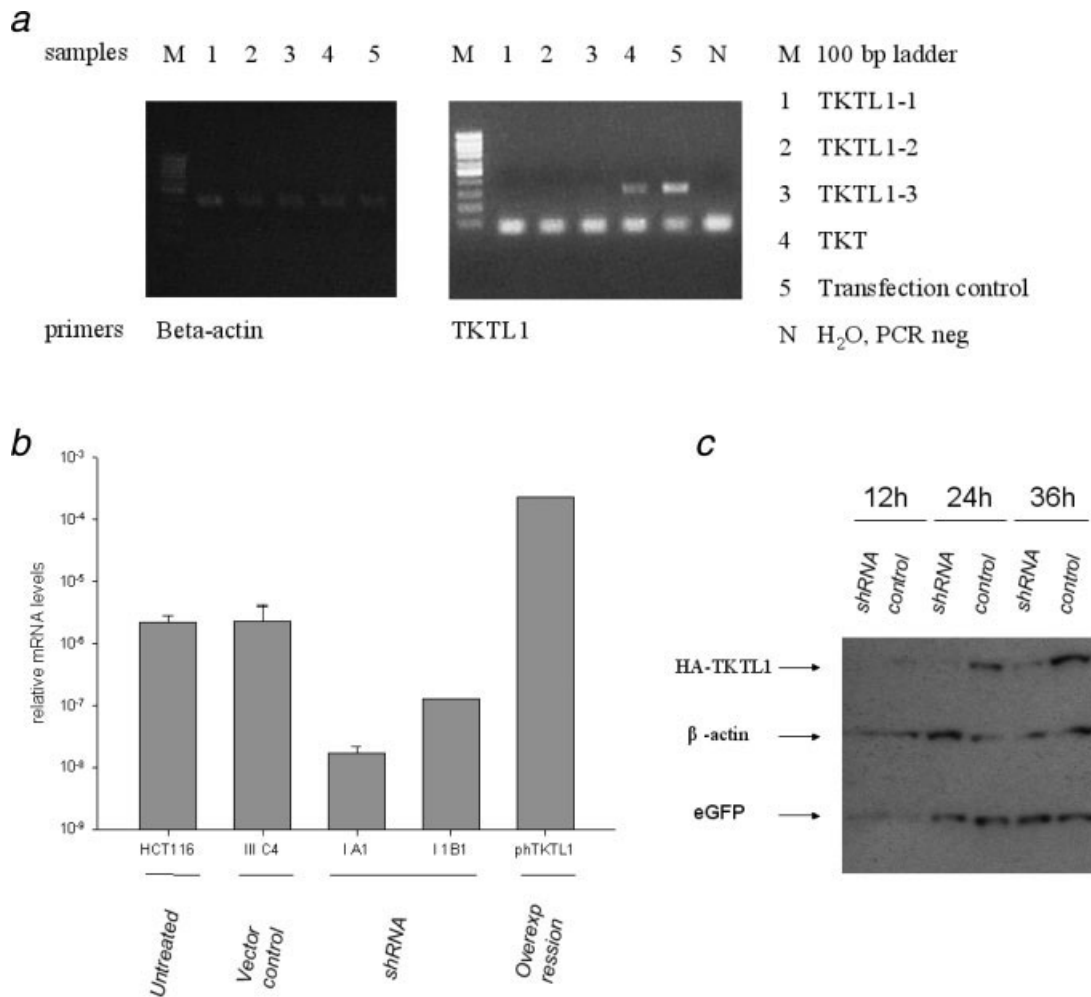 a
samples M 1 2 3 4 5 M 1 2 3 4 5 N M 100 bp ladder
1 TKTL1-1
2 TKTL1-2
3 TKTL1-3
4 TKT
5 Transfection control
primers Beta-actin TKTL1 N H₂O, PCR neg
b
relative mRNA levels
10⁻³
10⁻⁴
10⁻⁵
10⁻⁶
10⁻⁷
10⁻⁸
10⁻⁹
HCT116 III C4 I A1 I 1B1 phTKTL1
Untreated
Vector
control
shRNA
Overexp
ression
c
12h 24h 36h
shRNA control shRNA control shRNA control
HA-TKTL1
β -actin
eGFP